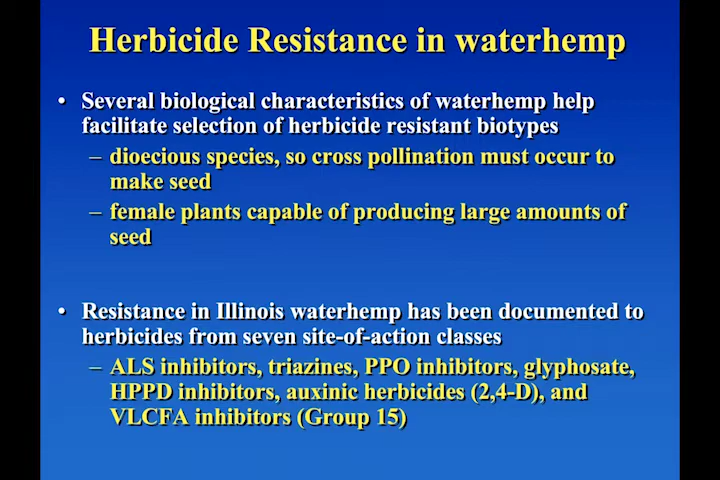 Herbicide Resistance in waterhemp
• Several biological characteristics of waterhemp help
facilitate selection of herbicide resistant biotypes
– dioecious species, so cross pollination must occur to
make seed
– female plants capable of producing large amounts of
seed
• Resistance in Illinois waterhemp has been documented to
herbicides from seven site-of-action classes
– ALS inhibitors, triazines, PPO inhibitors, glyphosate,
HPPD inhibitors, auxinic herbicides (2,4-D), and
VLCFA inhibitors (Group 15)